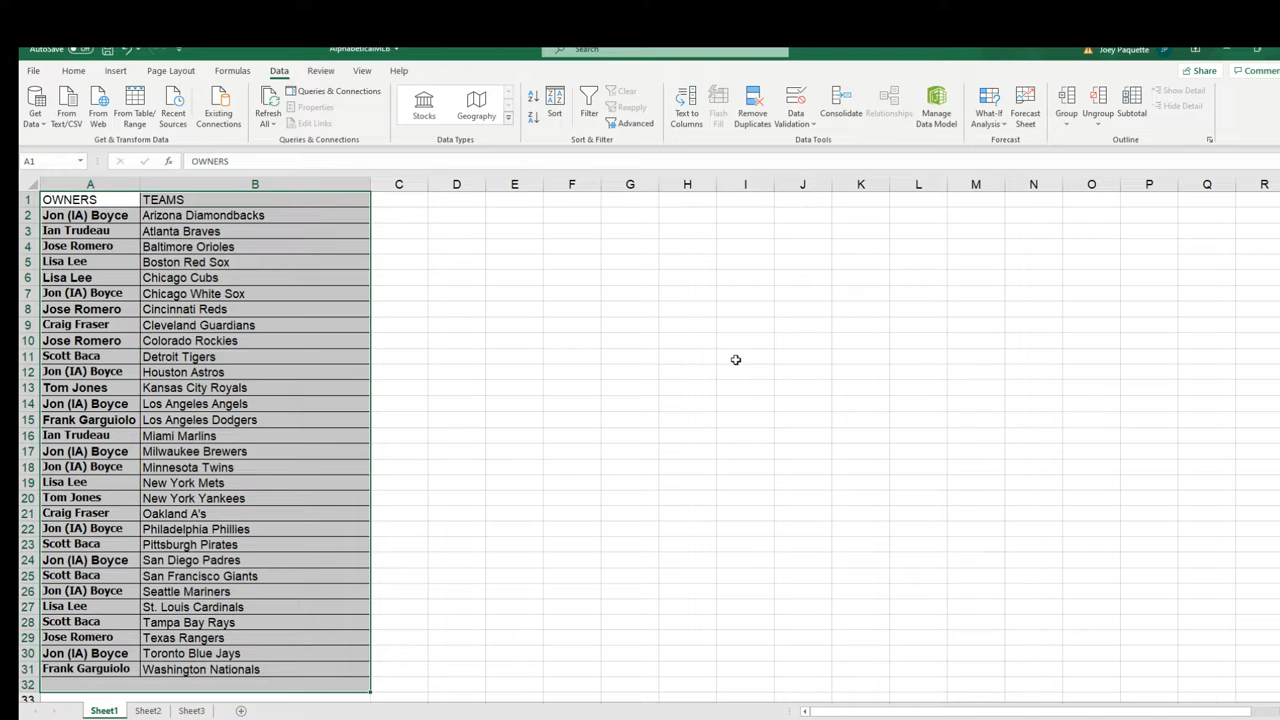 AutoSave Off AlphabeticalMLB Search Joey Paquette JP
File Home Insert Page Layout Formulas Data Review View Help Share Commen
Get Data From Text/CSV From Web From Table/Range Recent Sources Existing Connections Refresh All Queries & Connections Properties Edit Links Stocks Geography Sort Filter Clear Reapply Advanced Text to Columns Flash Fill Remove Duplicates Data Validation Consolidate Relationships Manage Data Model What-If Analysis Forecast Sheet Group Ungroup Subtotal Show Detail Hide Detail
Get & Transform Data Queries & Connections Data Types Sort & Filter Data Tools Forecast Outline
A1 fx OWNERS
A B C D E F G H I J K L M N O P Q R
1 OWNERS TEAMS
2 Jon (IA) Boyce Arizona Diamondbacks
3 Ian Trudeau Atlanta Braves
4 Jose Romero Baltimore Orioles
5 Lisa Lee Boston Red Sox
6 Lisa Lee Chicago Cubs
7 Jon (IA) Boyce Chicago White Sox
8 Jose Romero Cincinnati Reds
9 Craig Fraser Cleveland Guardians
10 Jose Romero Colorado Rockies
11 Scott Baca Detroit Tigers
12 Jon (IA) Boyce Houston Astros
13 Tom Jones Kansas City Royals
14 Jon (IA) Boyce Los Angeles Angels
15 Frank Garguiolo Los Angeles Dodgers
16 Ian Trudeau Miami Marlins
17 Jon (IA) Boyce Milwaukee Brewers
18 Jon (IA) Boyce Minnesota Twins
19 Lisa Lee New York Mets
20 Tom Jones New York Yankees
21 Craig Fraser Oakland A's
22 Jon (IA) Boyce Philadelphia Phillies
23 Scott Baca Pittsburgh Pirates
24 Jon (IA) Boyce San Diego Padres
25 Scott Baca San Francisco Giants
26 Jon (IA) Boyce Seattle Mariners
27 Lisa Lee St. Louis Cardinals
28 Scott Baca Tampa Bay Rays
29 Jose Romero Texas Rangers
30 Jon (IA) Boyce Toronto Blue Jays
31 Frank Garguiolo Washington Nationals
32
33
Sheet1 Sheet2 Sheet3